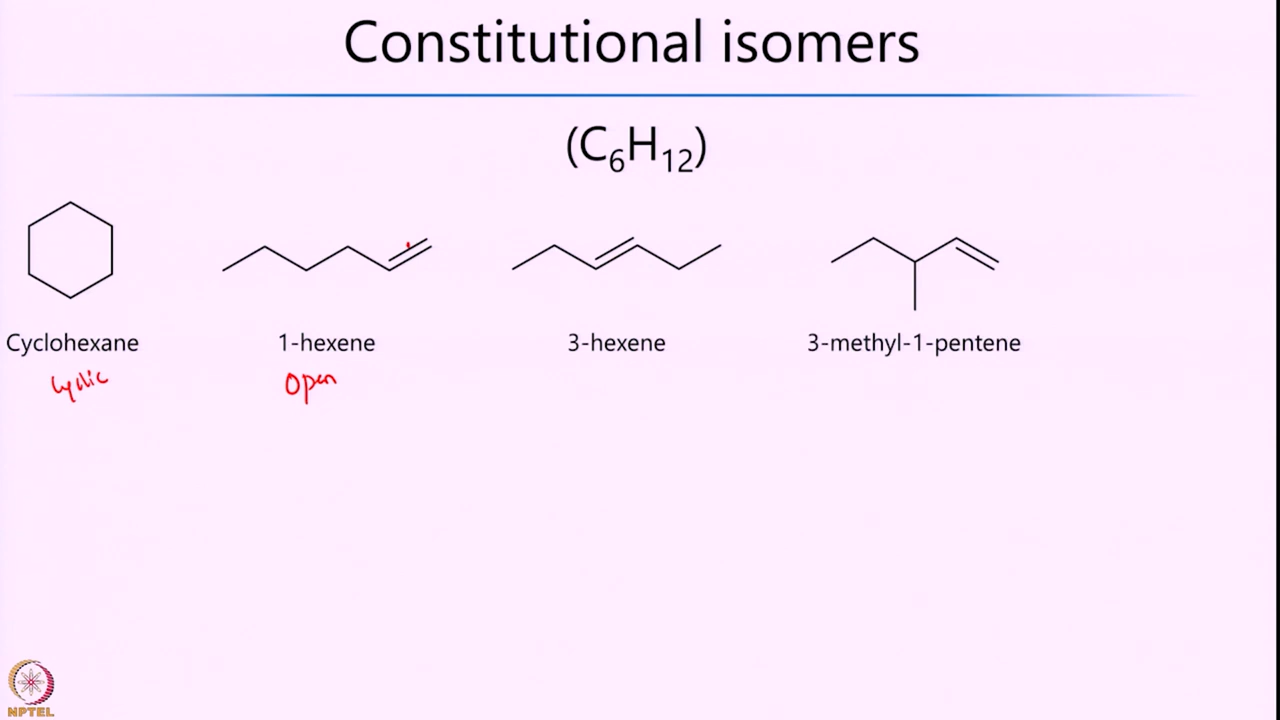 Constitutional isomers
(C₆H₁₂)
Cyclohexane 1-hexene 3-hexene 3-methyl-1-pentene
Cyclic Open
NPTEL